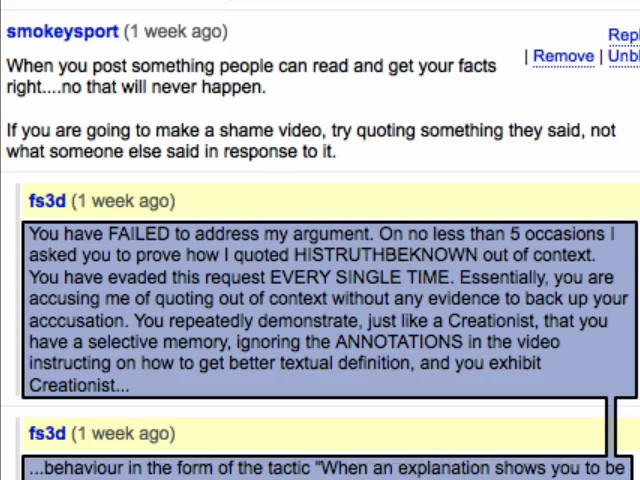 smokeysport (1 week ago)
When you post something people can read and get your facts
right....no that will never happen.
| Remove |
If you are going to make a shame video, try quoting something they said, not
what someone else said in response to it.
fs3d (1 week ago)
You have FAILED to address my argument. On no less than 5 occasions I
asked you to prove how I quoted HISTRUTHBEKNOWN out of context.
You have evaded this request EVERY SINGLE TIME. Essentially, you are
accusing me of quoting out of context without any evidence to back up your
acccusation. You repeatedly demonstrate, just like a Creationist, that you
have a selective memory, ignoring the ANNOTATIONS in the video
instructing on how to get better textual definition, and you exhibit
Creationist...
fs3d (1 week ago)
...behaviour in the form of the tactic "When an explanation shows you to be